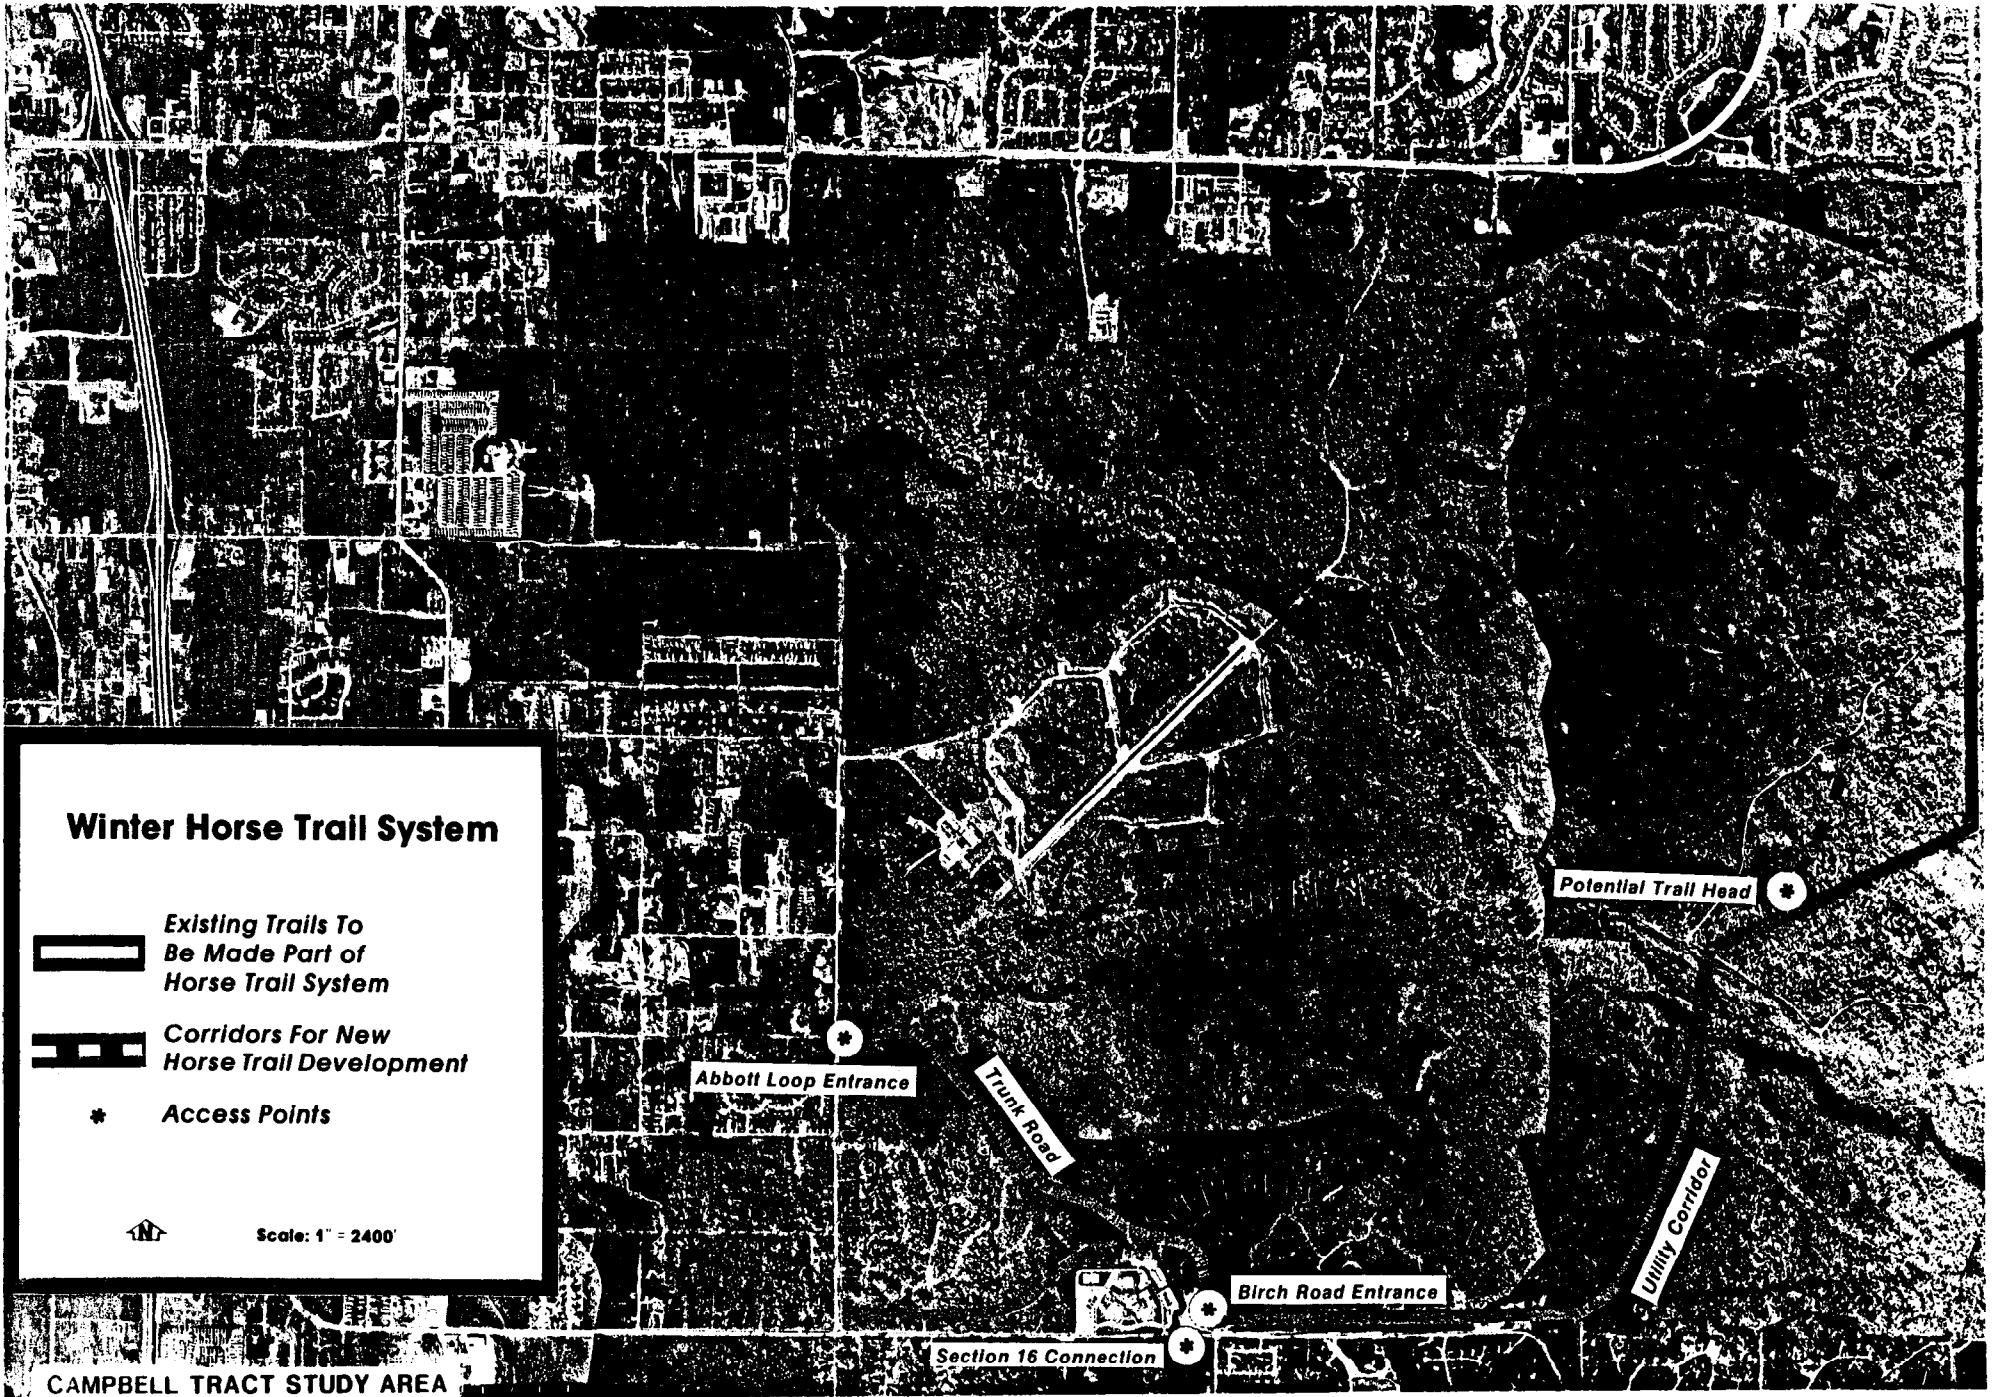 Winter Horse Trail System
Existing Trails To
Be Made Part of
Horse Trail System
Corridors For New
Horse Trail Development
* Access Points
N
Scale: 1" = 2400'
CAMPBELL TRACT STUDY AREA
Potential Trail Head *
*
Abbott Loop Entrance
Trunk Road
Utility Corridor
Birch Road Entrance
*
Section 16 Connection *